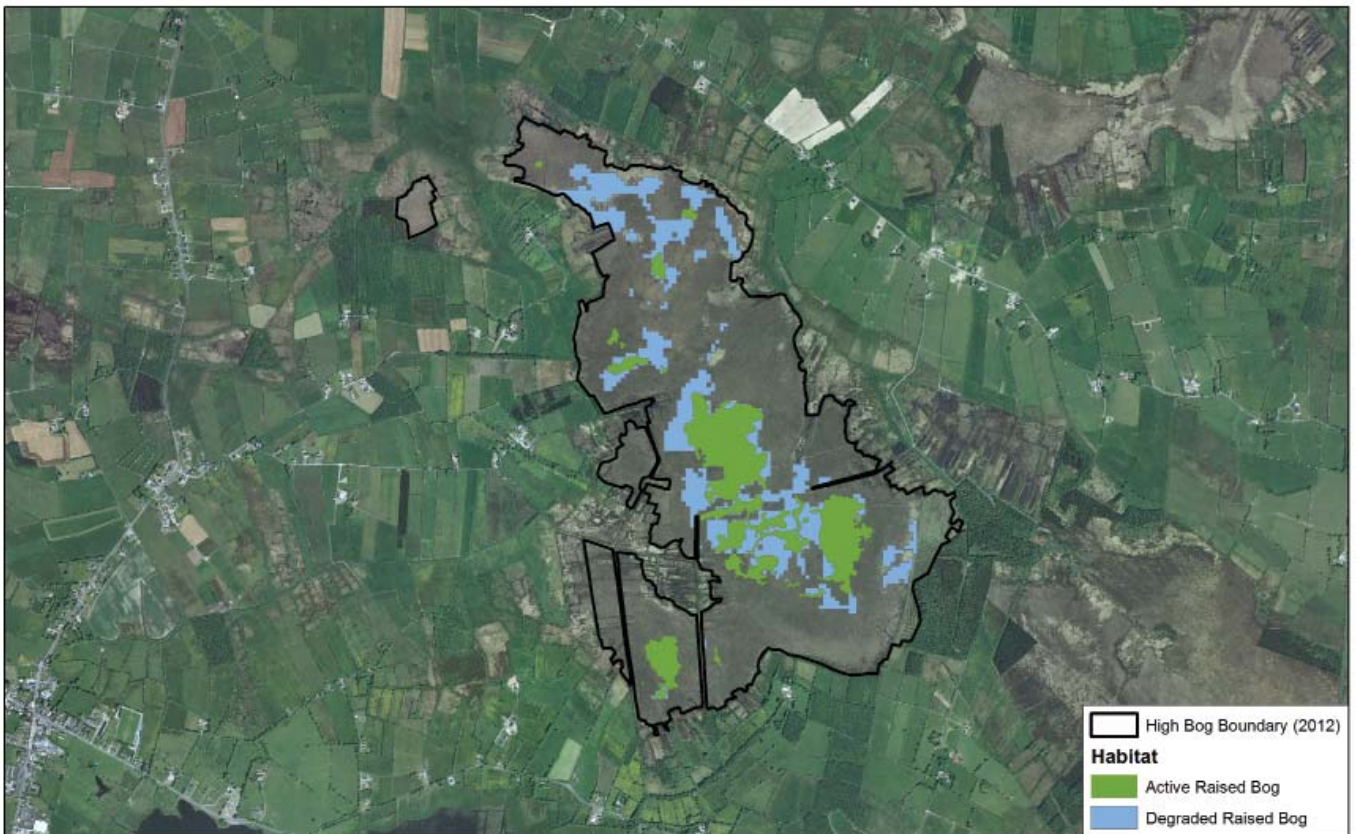 High Bog Boundary (2012)
Habitat
Active Raised Bog
Degraded Raised Bog